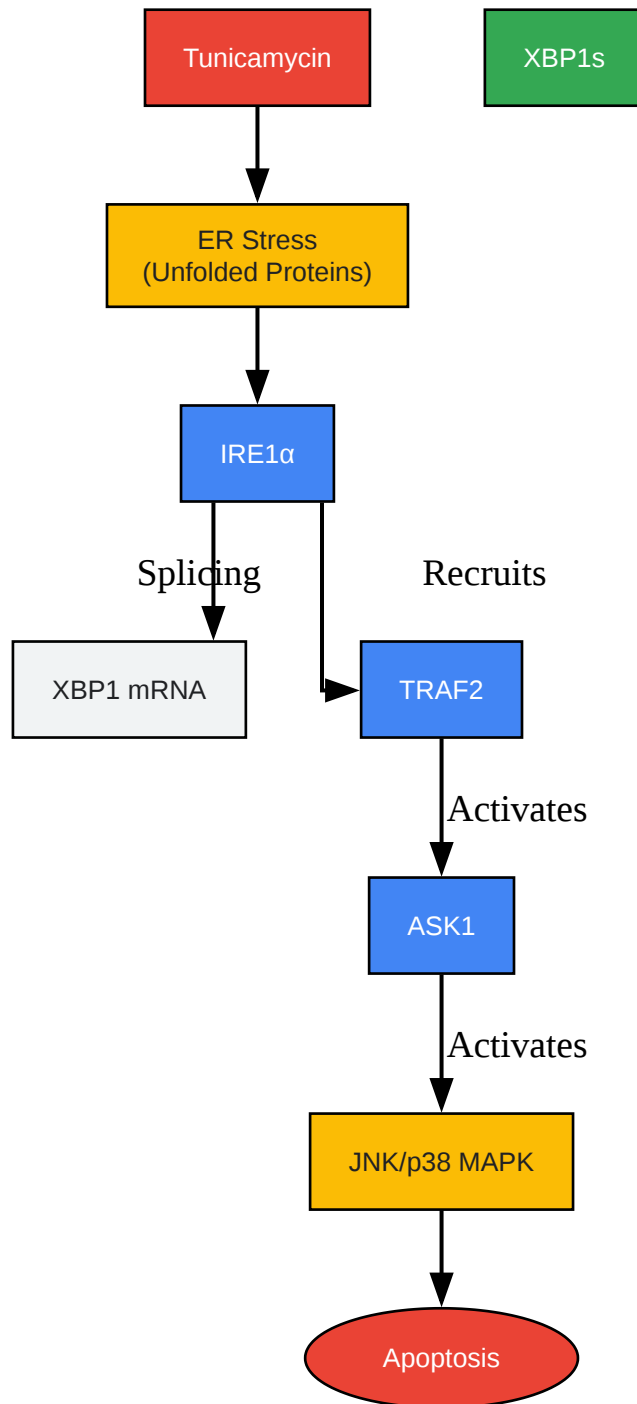 Tunicamycin
XBP1s
ER Stress
(Unfolded Proteins)
IRE1α
Splicing
Recruits
XBP1 mRNA
TRAF2
Activates
ASK1
Activates
JNK/p38 MAPK
Apoptosis